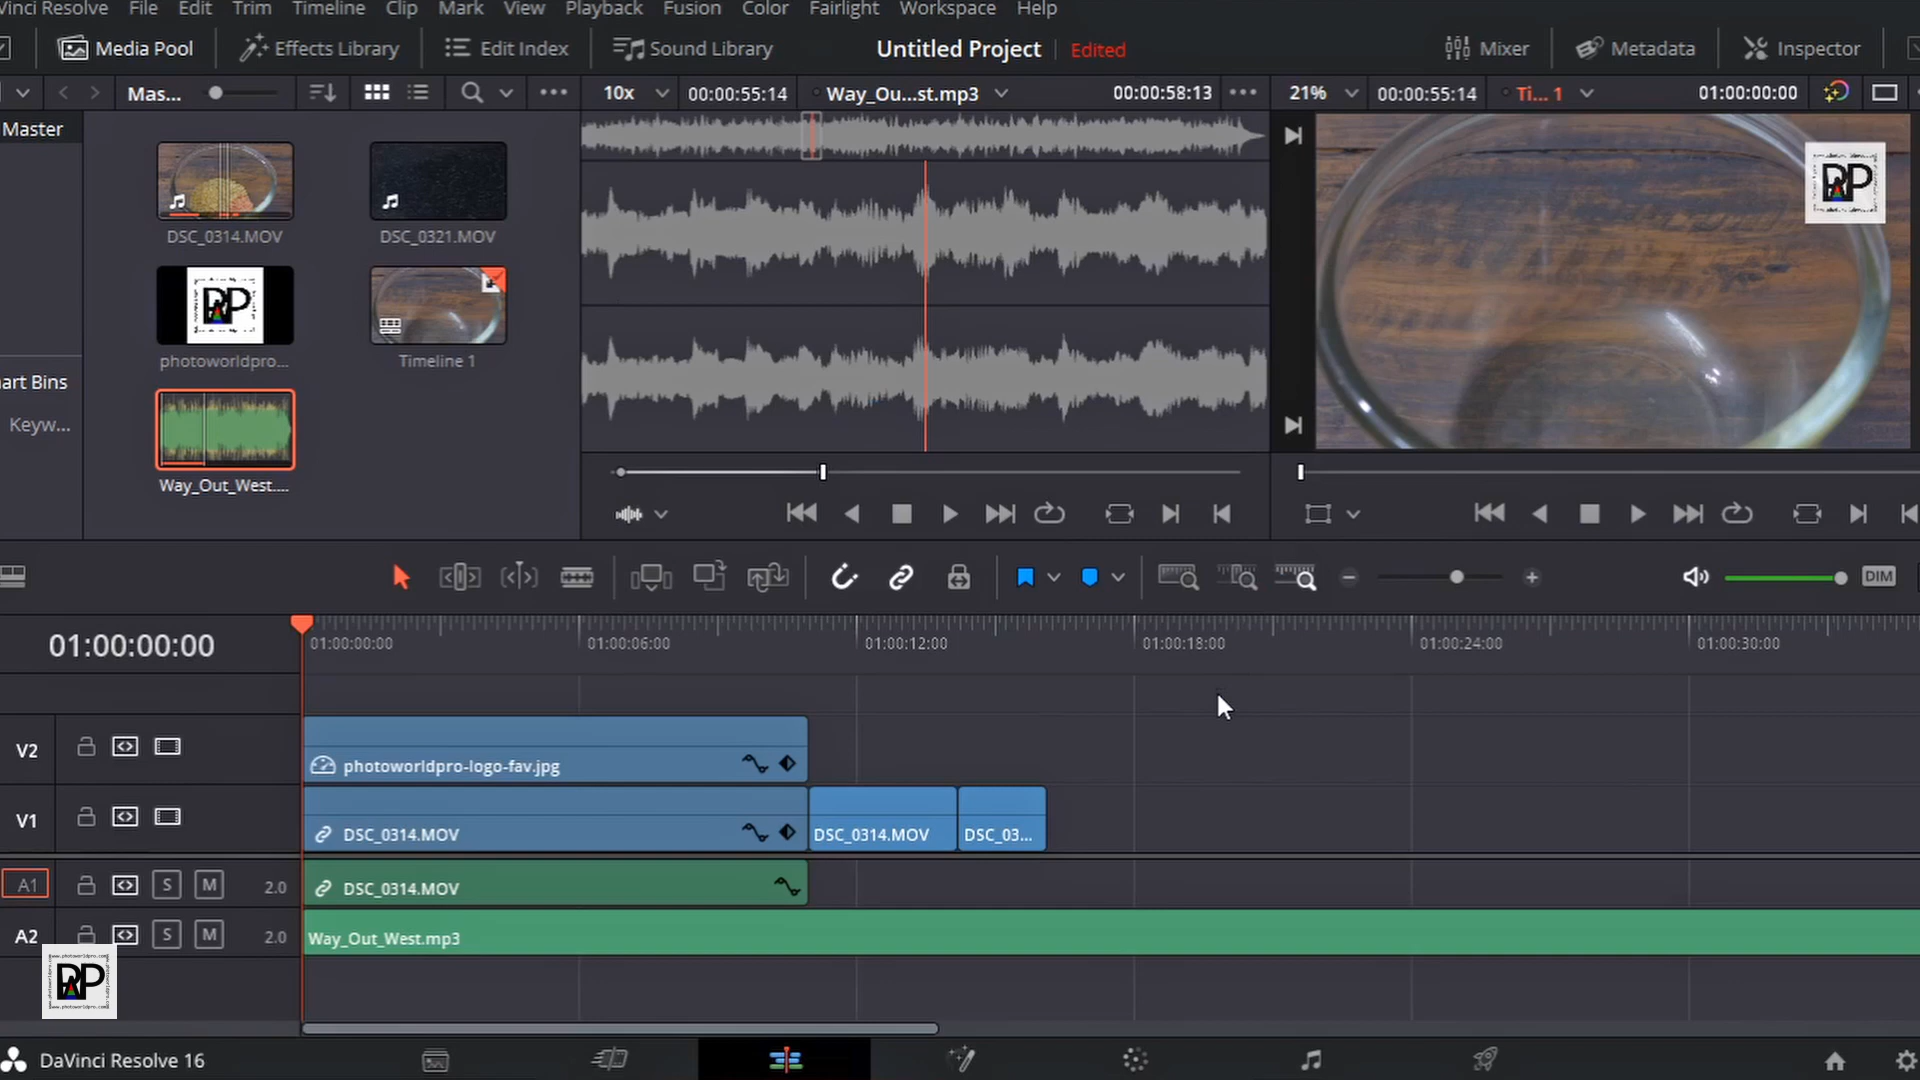 Vinci Resolve File Edit Trim Timeline Clip Mark View Playback Fusion Color Fairlight Workspace Help
Media Pool Effects Library Edit Index Sound Library Untitled Project Edited Mixer Metadata Inspector
Mas... 10x 00:00:55:14 Way_Ou...st.mp3 00:00:58:13 21% 00:00:55:14 Ti... 1 01:00:00:00
Master
DSC_0314.MOV DSC_0321.MOV
photoworldpro... Timeline 1
art Bins
Keyw...
Way_Out_West....
DIM
01:00:00:00 01:00:00:00 01:00:06:00 01:00:12:00 01:00:18:00 01:00:24:00 01:00:30:00
V2 photoworldpro-logo-fav.jpg
V1 DSC_0314.MOV DSC_0314.MOV DSC_03...
A1 S M 2.0 DSC_0314.MOV
A2 S M 2.0 Way_Out_West.mp3
DaVinci Resolve 16